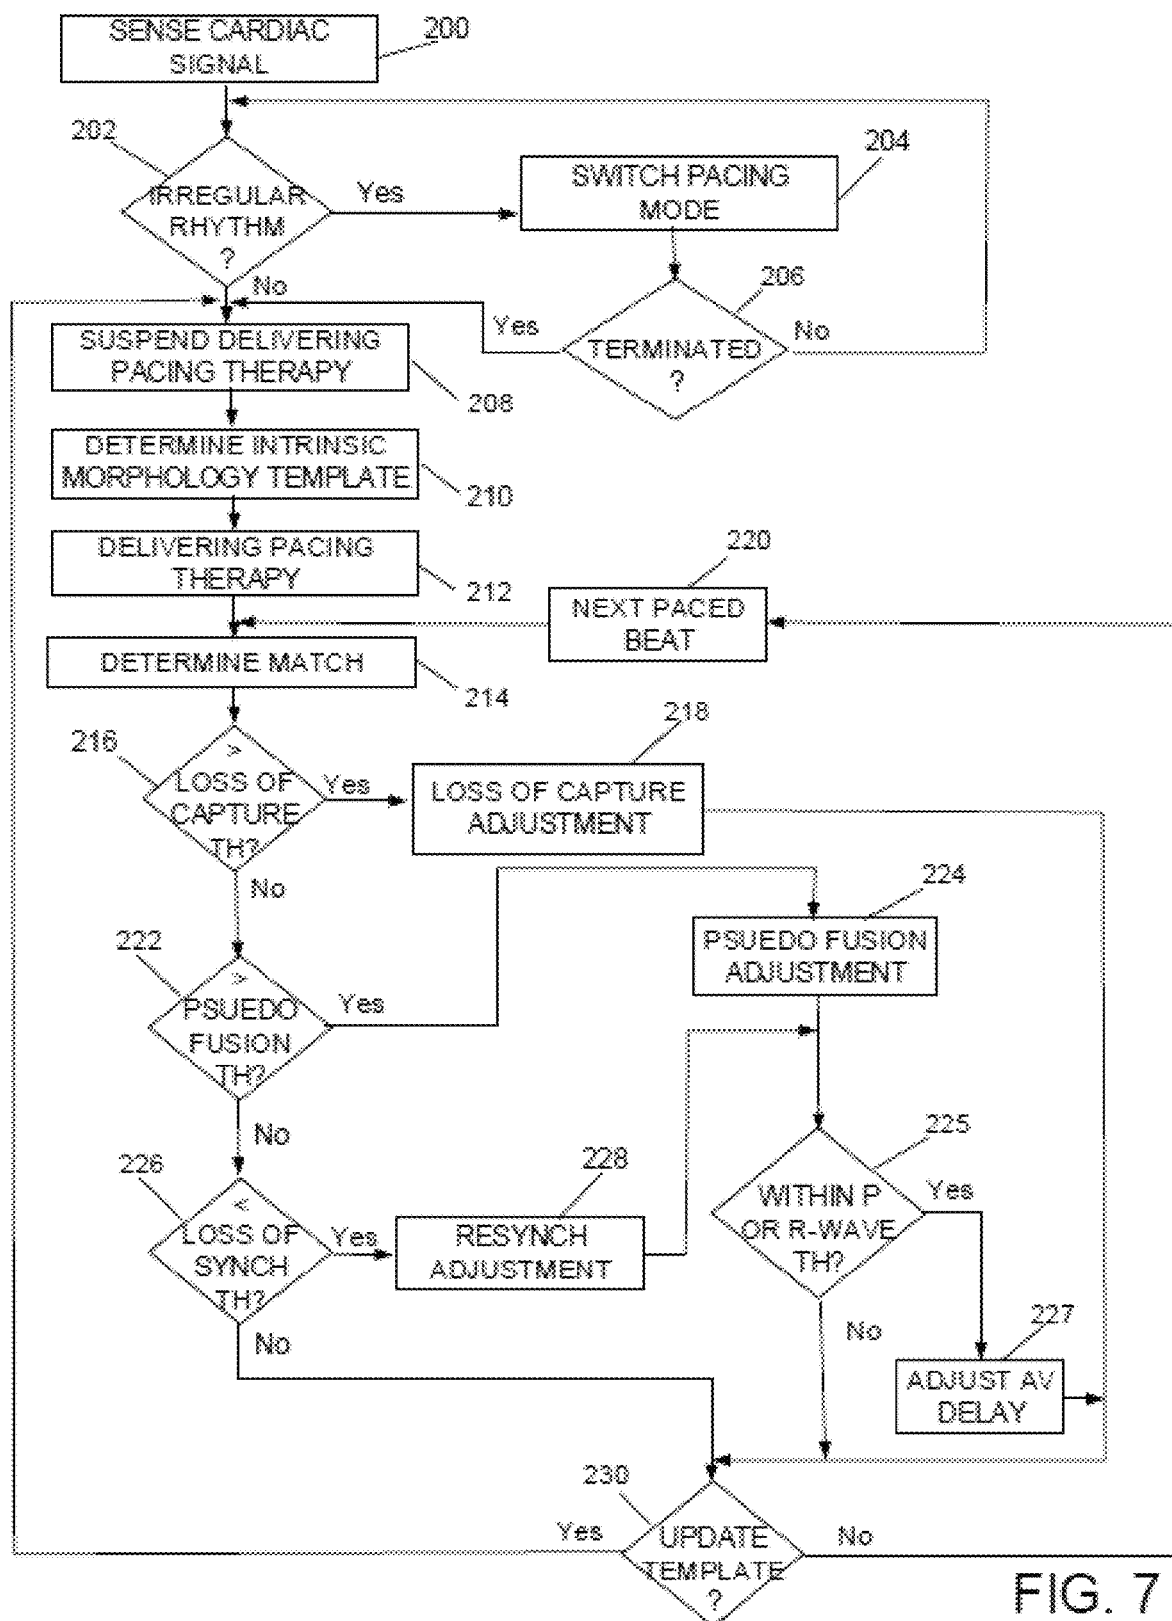 SENSE CARDIAC
SIGNAL
200
202
IRREGULAR
RHYTHM
?
Yes
SWITCH PACING
MODE
204
No
206
TERMINATED
?
Yes
No
SUSPEND DELIVERING
PACING THERAPY
208
DETERMINE INTRINSIC
MORPHOLOGY TEMPLATE
210
DELIVERING PACING
THERAPY
212
220
NEXT PACED
BEAT
DETERMINE MATCH
214
216
>
LOSS OF
CAPTURE
TH?
Yes
218
LOSS OF CAPTURE
ADJUSTMENT
No
222
>
PSUEDO
FUSION
TH?
Yes
224
PSUEDO FUSION
ADJUSTMENT
No
225
WITHIN P
OR R-WAVE
TH?
Yes
No
226
<
LOSS OF
SYNCH
TH?
Yes
228
RESYNCH
ADJUSTMENT
No
227
ADJUST AV
DELAY
230
UPDATE
TEMPLATE
?
Yes
No
FIG. 7